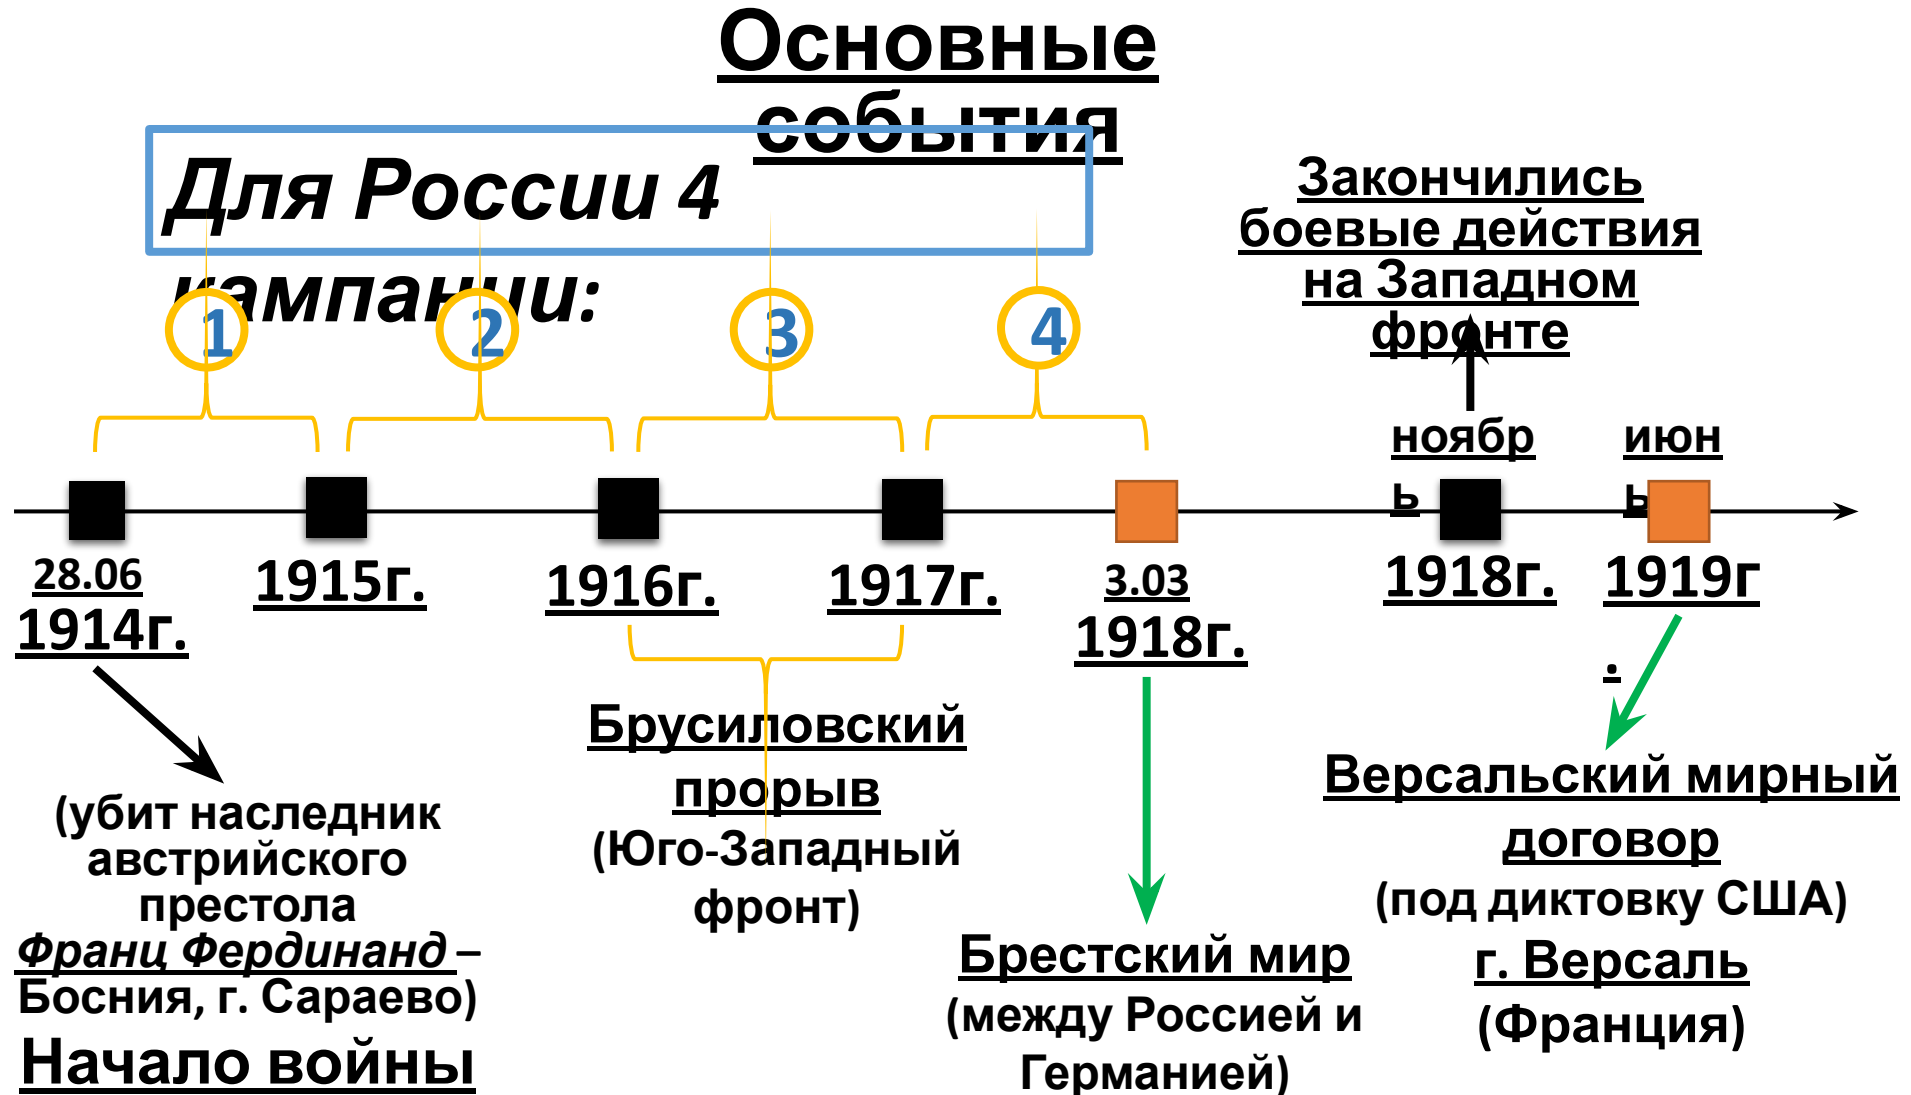 Основные
события
Для России 4
кампании:
1
2
3
4
Закончились
боевые действия
на Западном
фронте
ноябр
ь
июн
ь
28.06
1914г.
1915г.
1916г.
1917г.
3.03
1918г.
1918г.
1919г
.
(убит наследник
австрийского
престола
Франц Фердинанд –
Босния, г. Сараево)
Начало войны
Брусиловский
прорыв
(Юго-Западный
фронт)
Брестский мир
(между Россией и
Германией)
Версальский мирный
договор
(под диктовку США)
г. Версаль
(Франция)